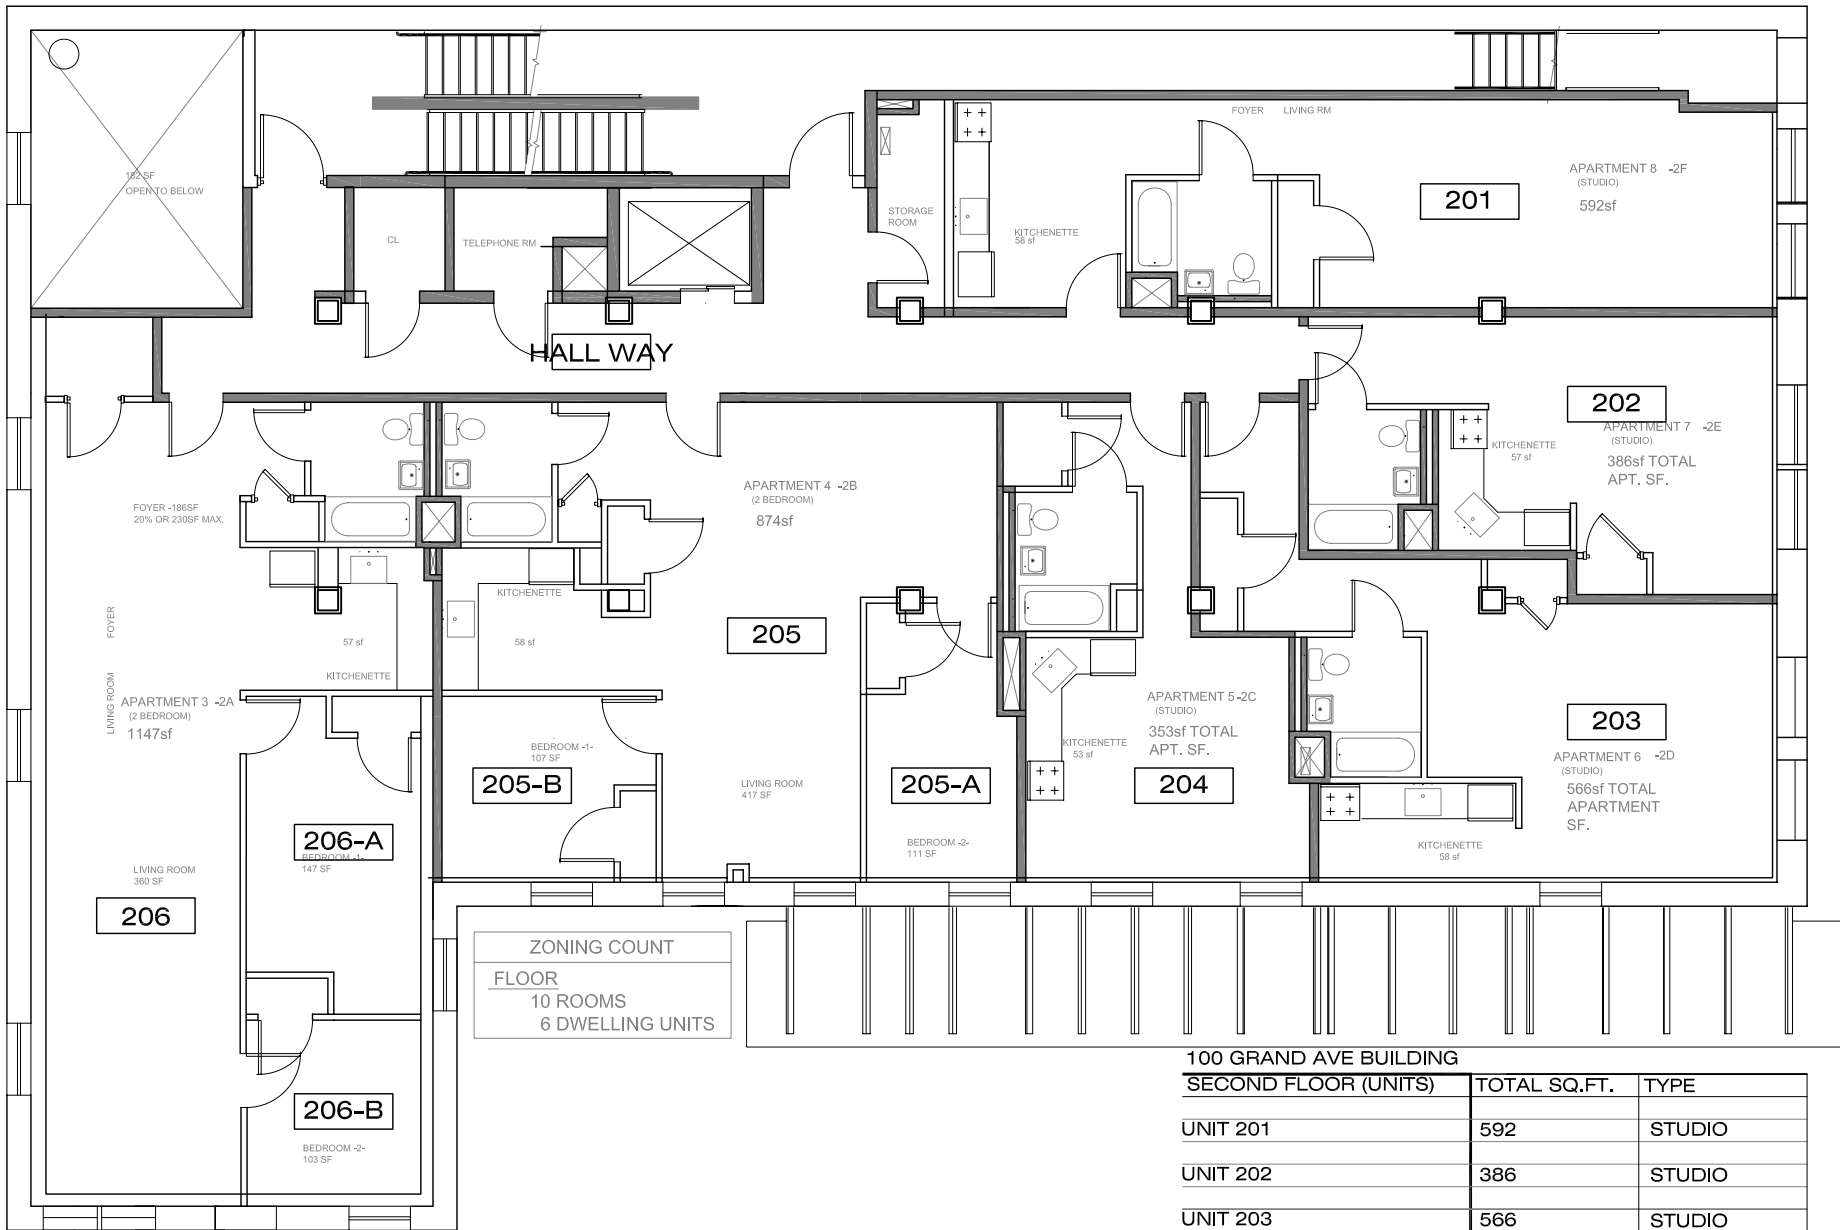 182 SF
OPEN TO BELOW
CL
TELEPHONE RM
HALL WAY
STORAGE
ROOM
KITCHENETTE
58 sf
FOYER LIVING RM
201
APARTMENT 8 -2F
(STUDIO)
592sf
202
APARTMENT 7 -2E
(STUDIO)
386sf TOTAL
APT. SF.
KITCHENETTE
57 sf
FOYER -186SF
20% OR 230SF MAX.
FOYER
LIVING ROOM
APARTMENT 3 -2A
(2 BEDROOM)
1147sf
57 sf
KITCHENETTE
KITCHENETTE
58 sf
APARTMENT 4 -2B
(2 BEDROOM)
874sf
205
BEDROOM -1-
107 SF
205-B
LIVING ROOM
417 SF
205-A
BEDROOM -2-
111 SF
APARTMENT 5-2C
(STUDIO)
353sf TOTAL
APT. SF.
KITCHENETTE
53 sf
204
203
APARTMENT 6 -2D
(STUDIO)
566sf TOTAL
APARTMENT
SF.
KITCHENETTE
58 sf
206-A
BEDROOM -1-
147 SF
LIVING ROOM
360 SF
206
206-B
BEDROOM -2-
103 SF
ZONING COUNT
FLOOR
10 ROOMS
6 DWELLING UNITS
100 GRAND AVE BUILDING
SECOND FLOOR (UNITS) TOTAL SQ.FT. TYPE
UNIT 201 592 STUDIO
UNIT 202 386 STUDIO
UNIT 203 566 STUDIO